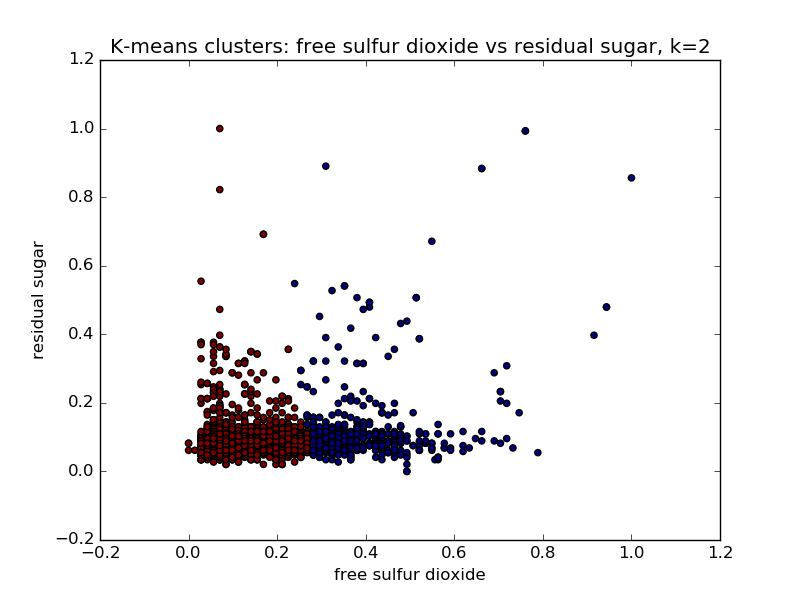 K-means clusters: free sulfur dioxide vs residual sugar, k=2
1.2
1.0
0.8
0.6
0.4
0.2
0.0
−0.2
residual sugar
−0.2 0.0 0.2 0.4 0.6 0.8 1.0 1.2
free sulfur dioxide